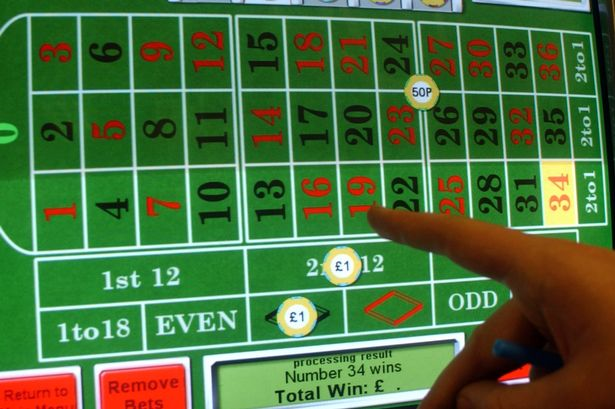 3 6 9 12 15 18 21 24 27 30 33 36 2to1
50P
0 2 5 8 11 14 17 20 23 26 29 32 35 2to1
1 4 7 10 13 16 19 22 25 28 31 34 2to1
1st 12 12
£1
1to18 EVEN £1 ODD
processing result
Number 34 wins
Total Win: £ .
Return to
Remove
Bets